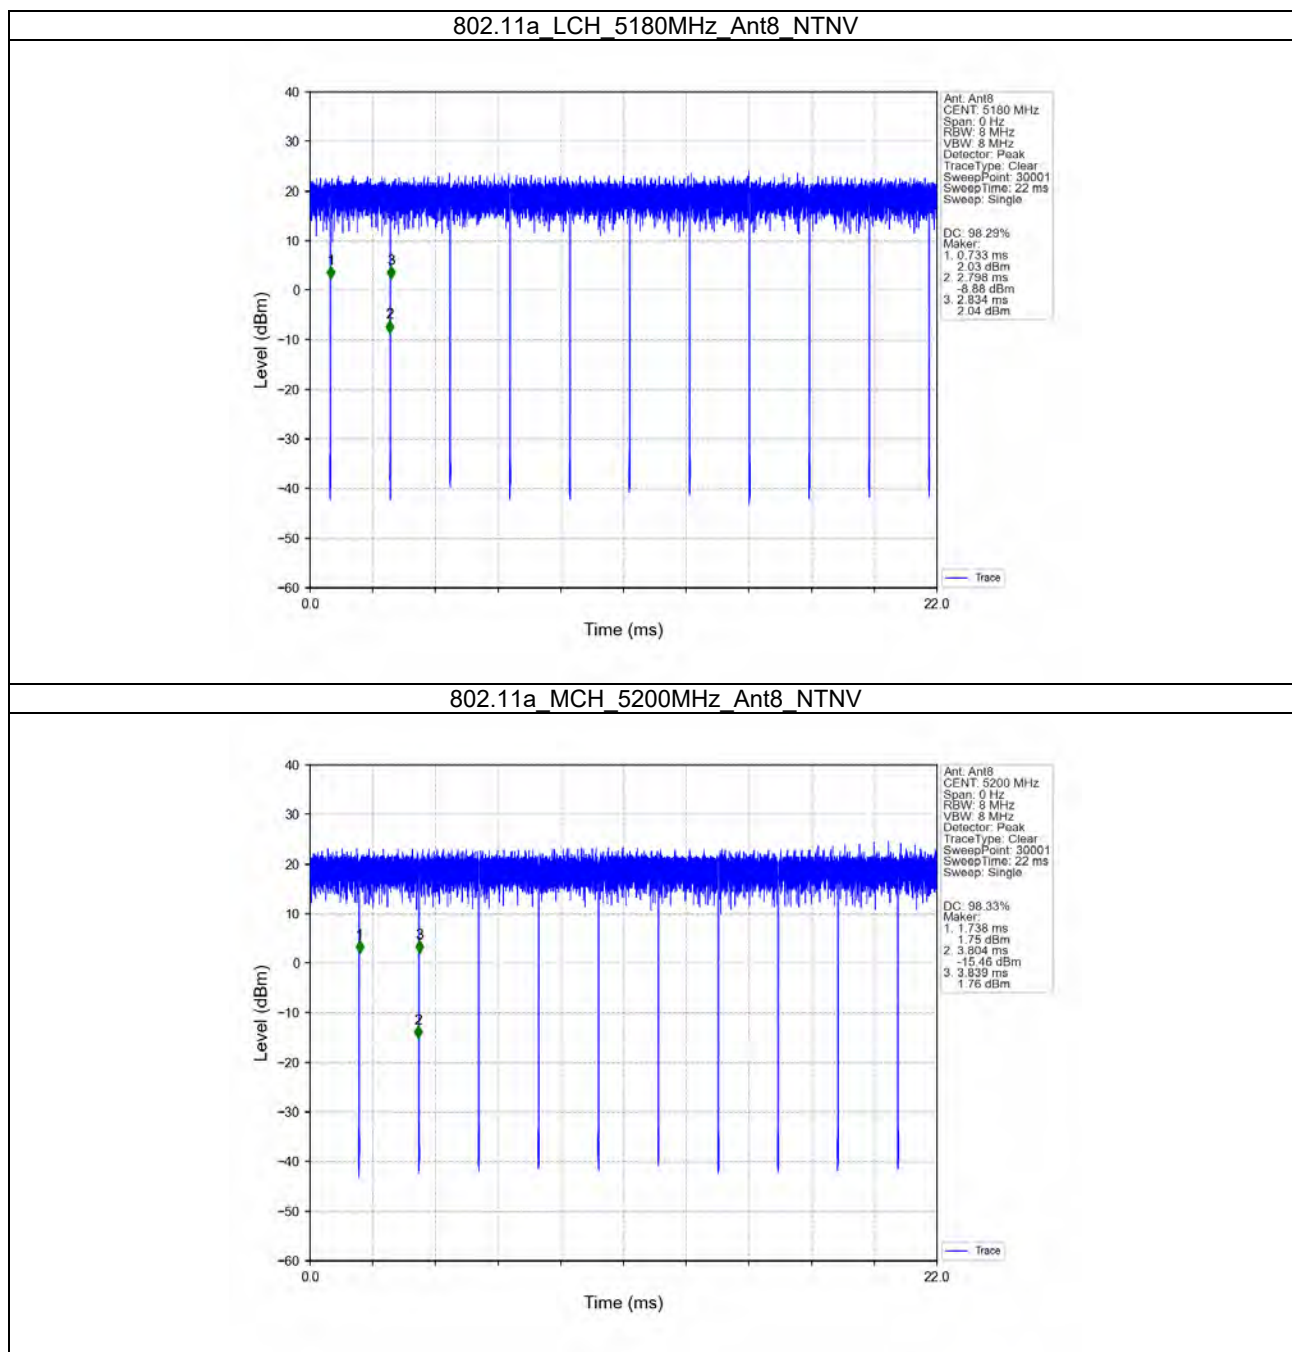 802.11a_LCH_5180MHz_Ant8_NTNV
40
30
20
10
0
−10
−20
−30
−40
−50
−60
Level (dBm)
1
3
2
0.0
22.0
Time (ms)
Ant: Ant8
CENT: 5180 MHz
Span: 0 Hz
RBW: 8 MHz
VBW: 8 MHz
Detector: Peak
TraceType: Clear
SweepPoint: 30001
SweepTime: 22 ms
Sweep: Single
DC: 98.29%
Maker:
1. 0.733 ms
2.03 dBm
2. 2.798 ms
-8.88 dBm
3. 2.834 ms
2.04 dBm
Trace
802.11a_MCH_5200MHz_Ant8_NTNV
40
30
20
10
0
−10
−20
−30
−40
−50
−60
Level (dBm)
1
3
2
0.0
22.0
Time (ms)
Ant: Ant8
CENT: 5200 MHz
Span: 0 Hz
RBW: 8 MHz
VBW: 8 MHz
Detector: Peak
TraceType: Clear
SweepPoint: 30001
SweepTime: 22 ms
Sweep: Single
DC: 98.33%
Maker:
1. 1.738 ms
1.75 dBm
2. 3.804 ms
-15.46 dBm
3. 3.839 ms
1.76 dBm
Trace